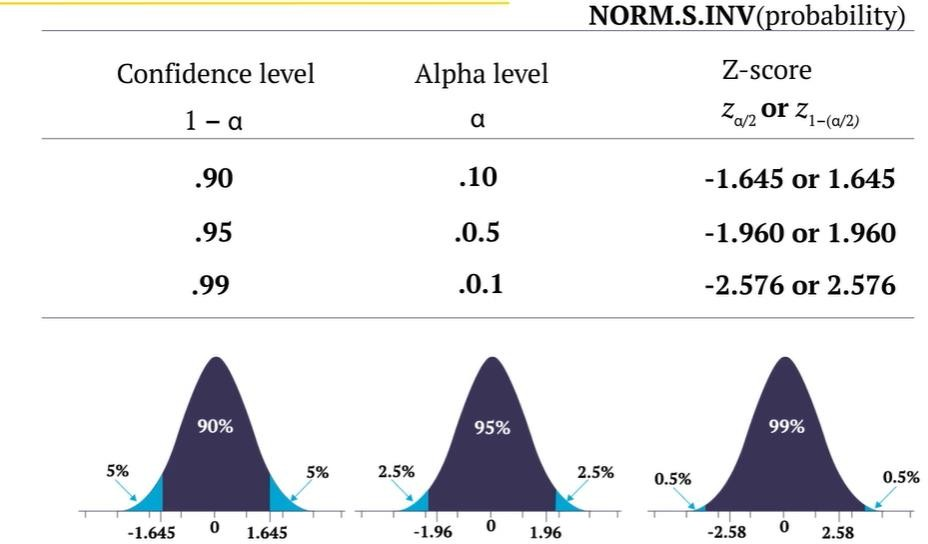 NORM.S.INV(probability)
Confidence level Alpha level Z-score
1 – α α zα/2 or z1–(α/2)
.90 .10 -1.645 or 1.645
.95 .0.5 -1.960 or 1.960
.99 .0.1 -2.576 or 2.576
90% 95% 99%
5% 5% 2.5% 2.5% 0.5% 0.5%
-1.645 0 1.645 -1.96 0 1.96 -2.58 0 2.58